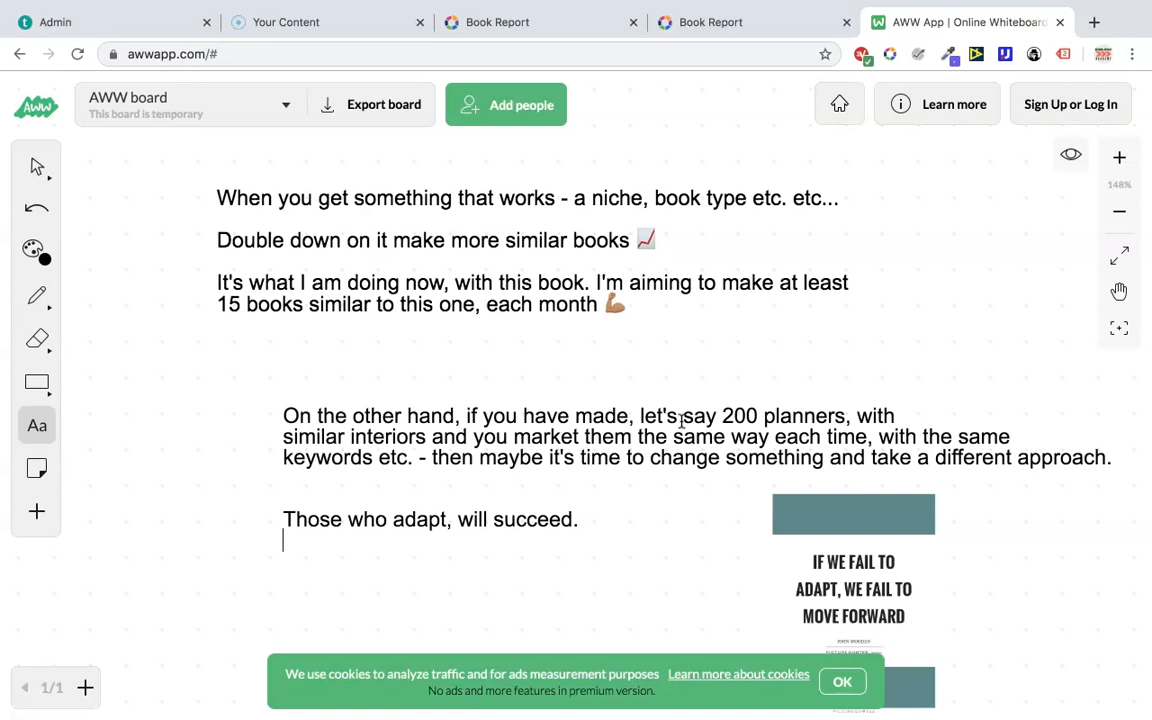 Admin
Your Content
Book Report
Book Report
AWW App | Online Whiteboard
awwapp.com/#
2
AWW
AWW board
This board is temporary
Export board
Add people
Learn more
Sign Up or Log In
148%
When you get something that works - a niche, book type etc. etc...
Double down on it make more similar books 📈
It's what I am doing now, with this book. I'm aiming to make at least
15 books similar to this one, each month 💪🏽
Aa
On the other hand, if you have made, let's say 200 planners, with
similar interiors and you market them the same way each time, with the same
keywords etc. - then maybe it's time to change something and take a different approach.
Those who adapt, will succeed.
IF WE FAIL TO
ADAPT, WE FAIL TO
MOVE FORWARD
JOHN WOODEN
We use cookies to analyze traffic and for ads measurement purposes Learn more about cookies
No ads and more features in premium version.
OK
1/1